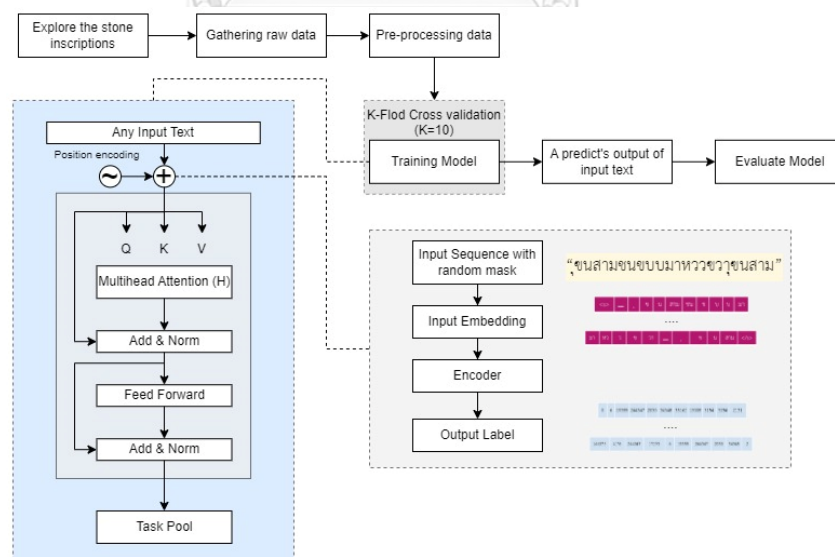 Explore the stone
inscriptions
Gathering raw data
Pre-processing data
K-Flod Cross validation
(K=10)
Training Model
A predict's output of
input text
Evaluate Model
Any Input Text
Position encoding
~
+
Q K V
Multihead Attention (H)
Add & Norm
Feed Forward
Add & Norm
Task Pool
Input Sequence with
random mask
Input Embedding
Encoder
Output Label
“ุขนสามขนขบบมาหววขวาุขนสาม”
....
....